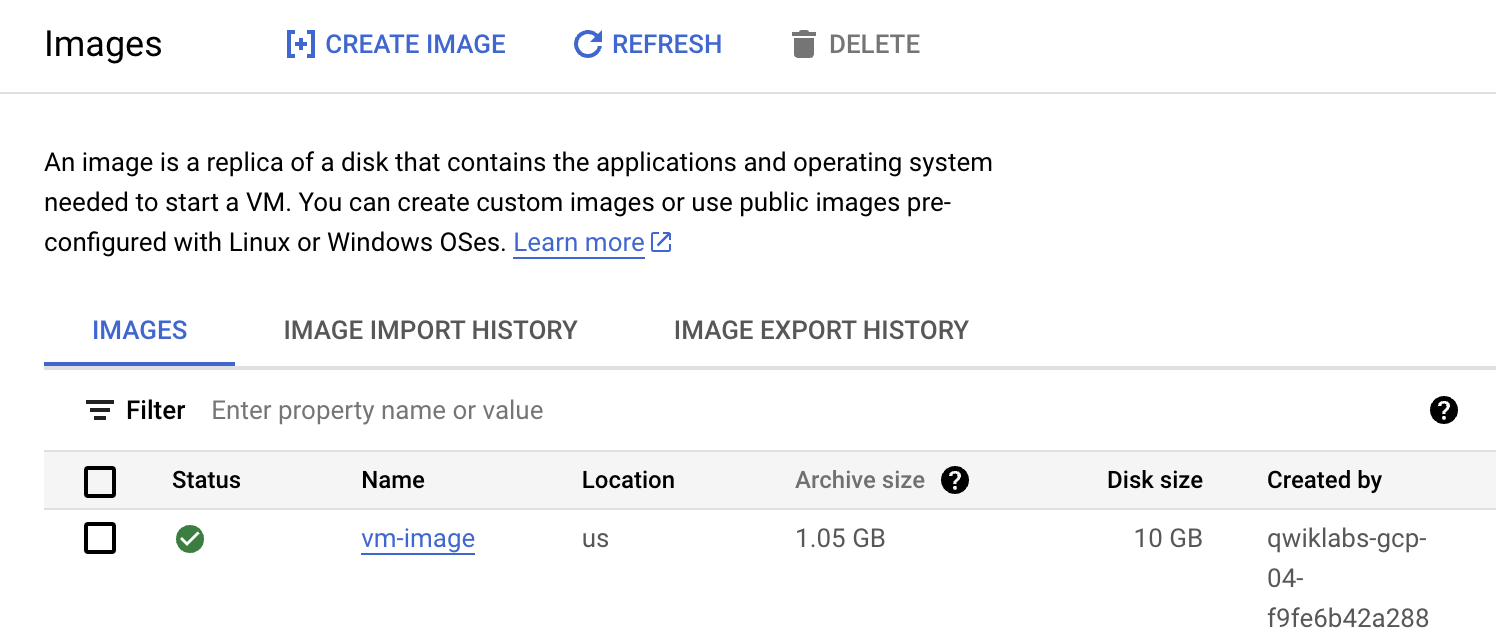 Images CREATE IMAGE REFRESH DELETE
An image is a replica of a disk that contains the applications and operating system
needed to start a VM. You can create custom images or use public images pre-
configured with Linux or Windows OSes. Learn more
IMAGES IMAGE IMPORT HISTORY IMAGE EXPORT HISTORY
Filter Enter property name or value
Status Name Location Archive size Disk size Created by
vm-image us 1.05 GB 10 GB qwiklabs-gcp-
04-
f9fe6b42a288